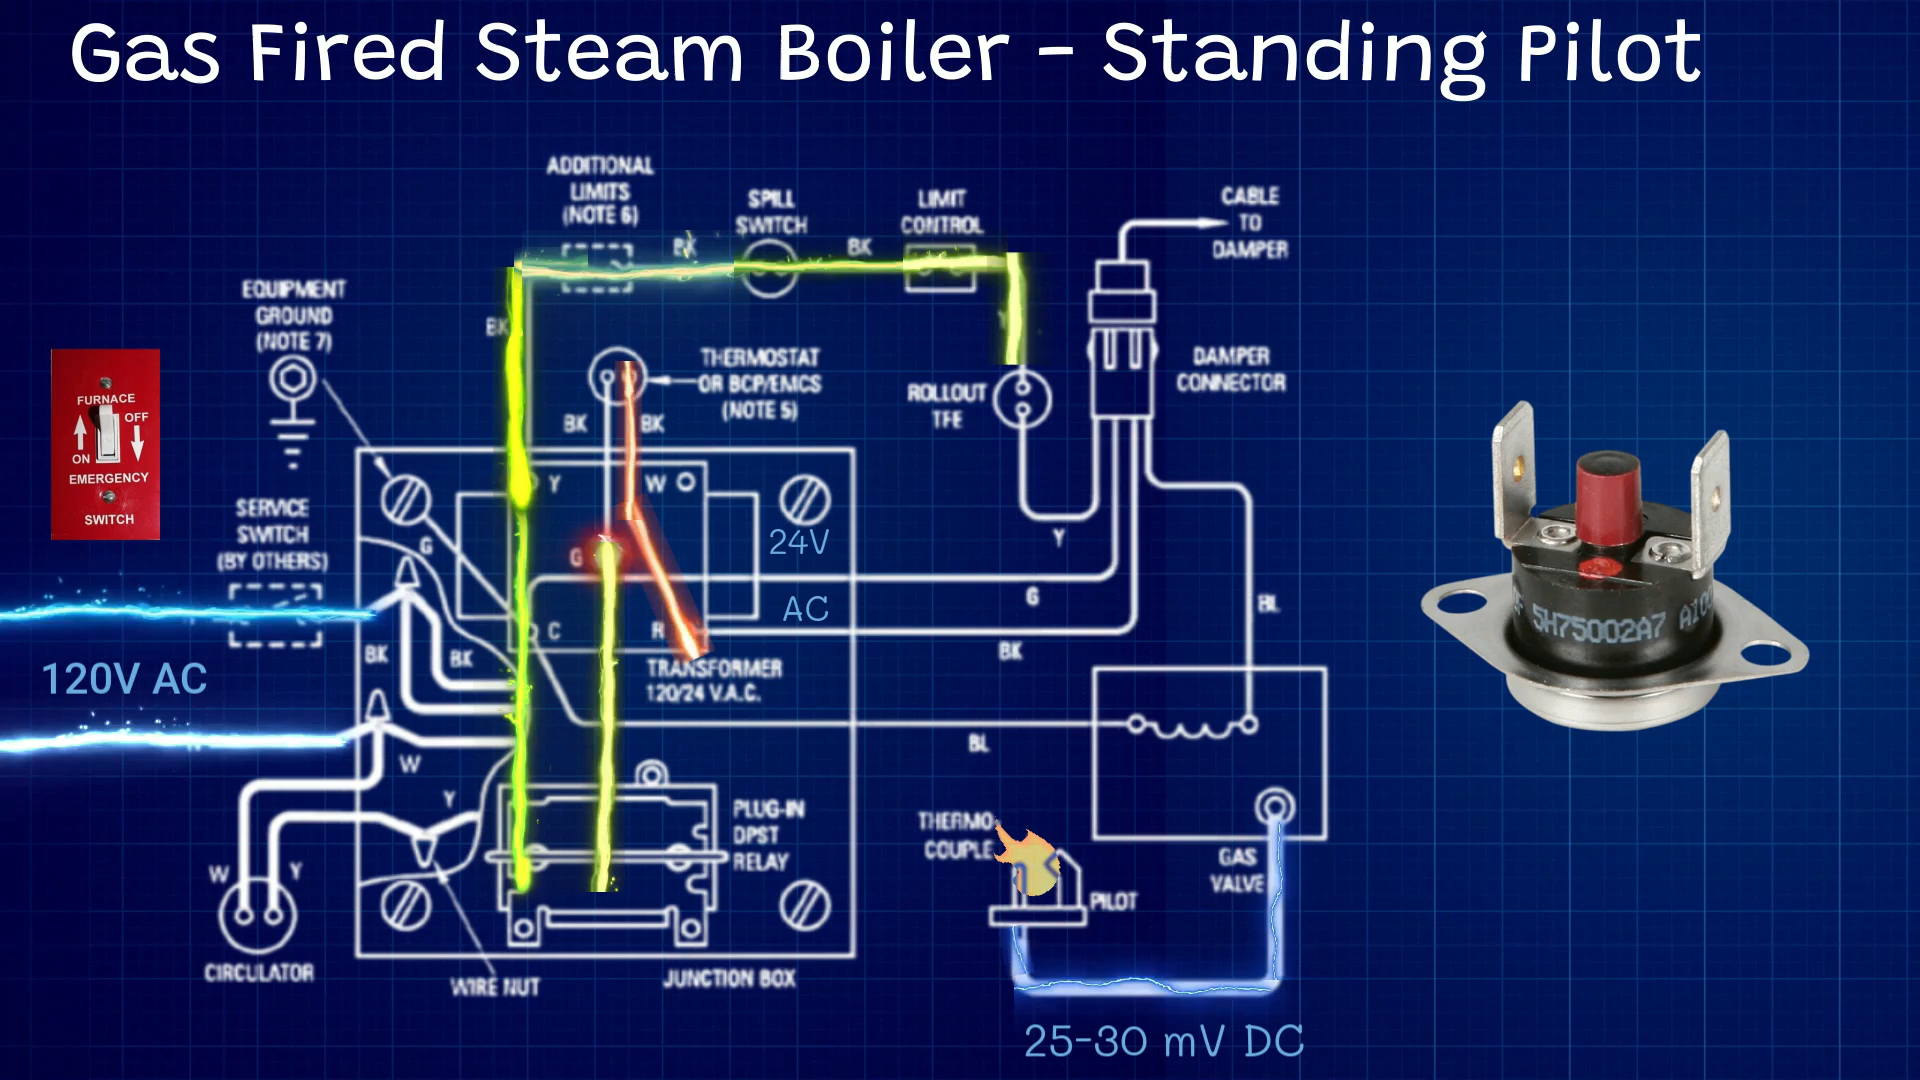 Gas Fired Steam Boiler - Standing Pilot
ADDITIONAL
LIMITS
(NOTE 6)
SPILL
SWITCH
LIMIT
CONTROL
CABLE
TO
DAMPER
BK
BK
EQUIPMENT
GROUND
(NOTE 7)
BK
THERMOSTAT
OR BCP/EMCS
(NOTE 5)
DAMPER
CONNECTOR
ROLLOUT
TFE
BK
BK
FURNACE
OFF
ON
EMERGENCY
SWITCH
SERVICE
SWITCH
(BY OTHERS)
Y
W
G
G
24V
Y
AC
G
BL
C
R
BK
BK
BK
120V AC
TRANSFORMER
120/24 V.A.C.
5H75002A7
W
BL
Y
PLUG-IN
DPST
RELAY
THERMO
COUPLE
GAS
VALVE
W
Y
PILOT
CIRCULATOR
WIRE NUT
JUNCTION BOX
25-30 mV DC